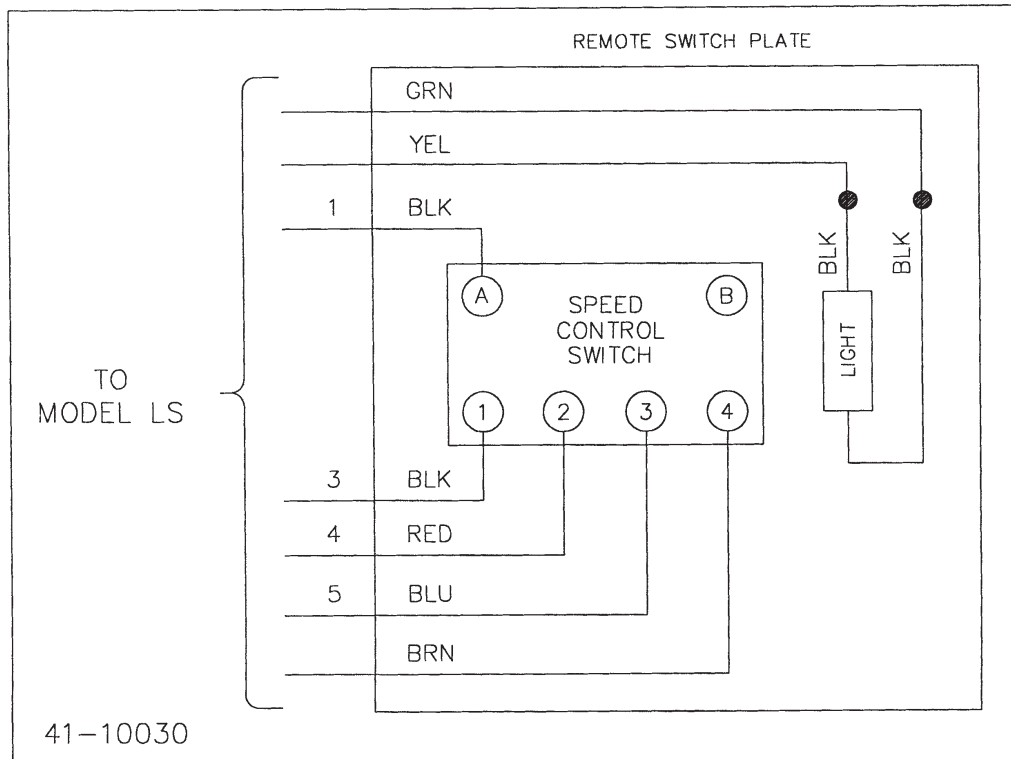 REMOTE SWITCH PLATE
GRN
YEL
1 BLK
BLK
BLK
A
B
SPEED
CONTROL
SWITCH
LIGHT
1 2 3 4
TO
MODEL LS
3 BLK
4 RED
5 BLU
BRN
41-10030